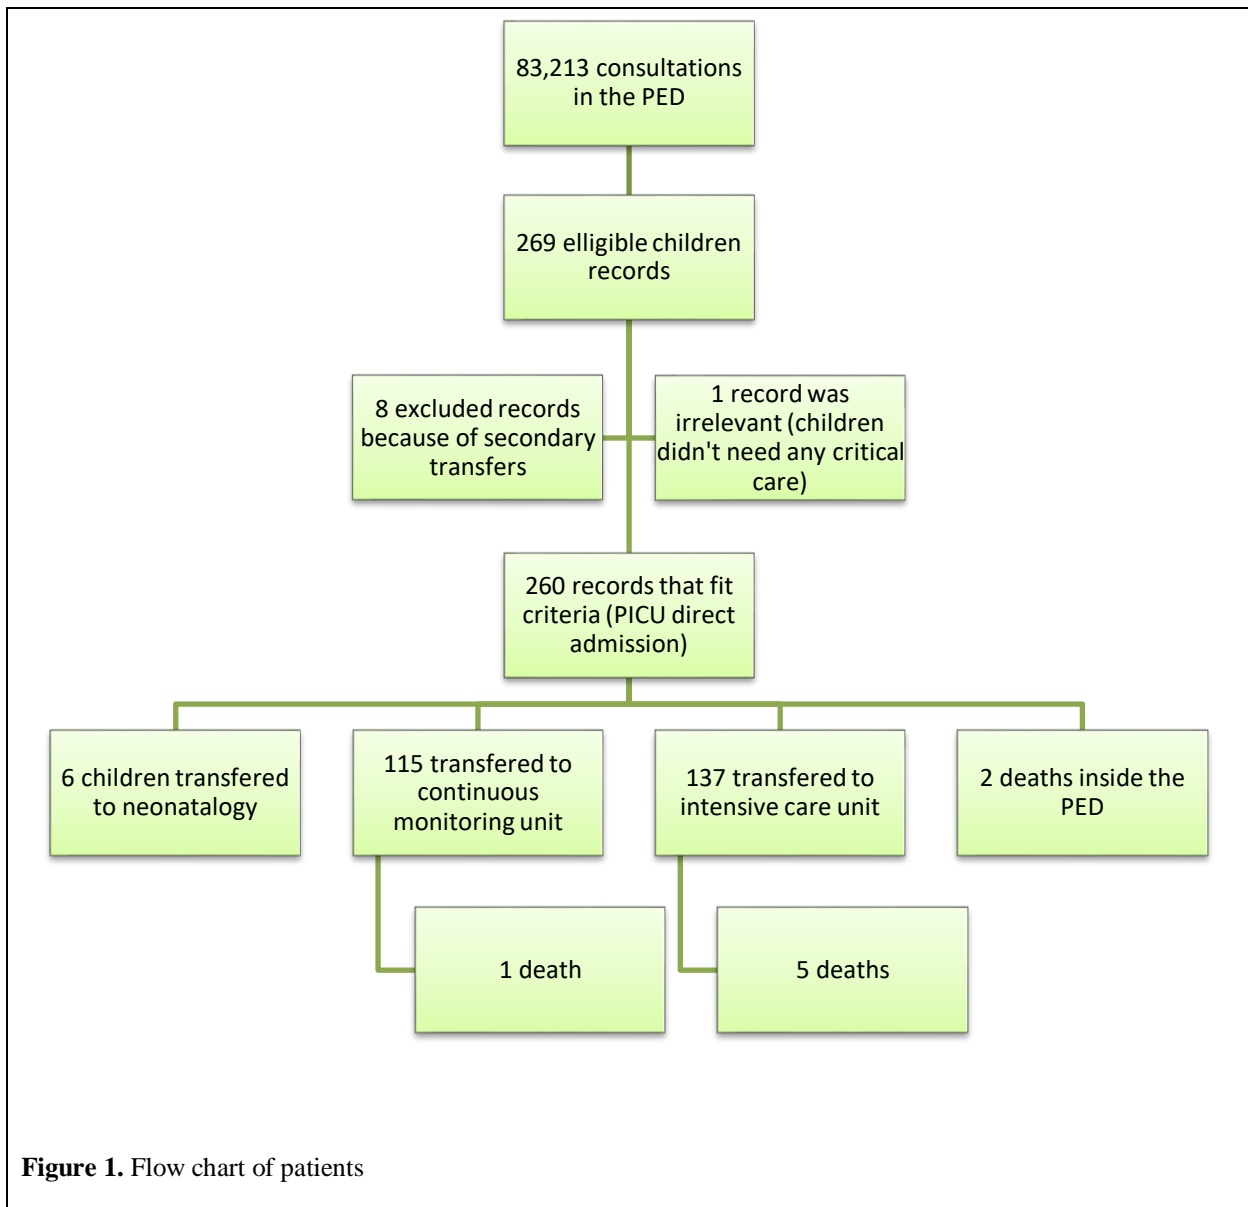 83,213 consultations
in the PED
269 elligible children
records
8 excluded records
because of secondary
transfers
1 record was
irrelevant (children
didn't need any critical
care)
260 records that fit
criteria (PICU direct
admission)
6 children transfered
to neonatalogy
115 transfered to
continuous
monitoring unit
137 transfered to
intensive care unit
2 deaths inside the
PED
1 death
5 deaths
Figure 1. Flow chart of patients